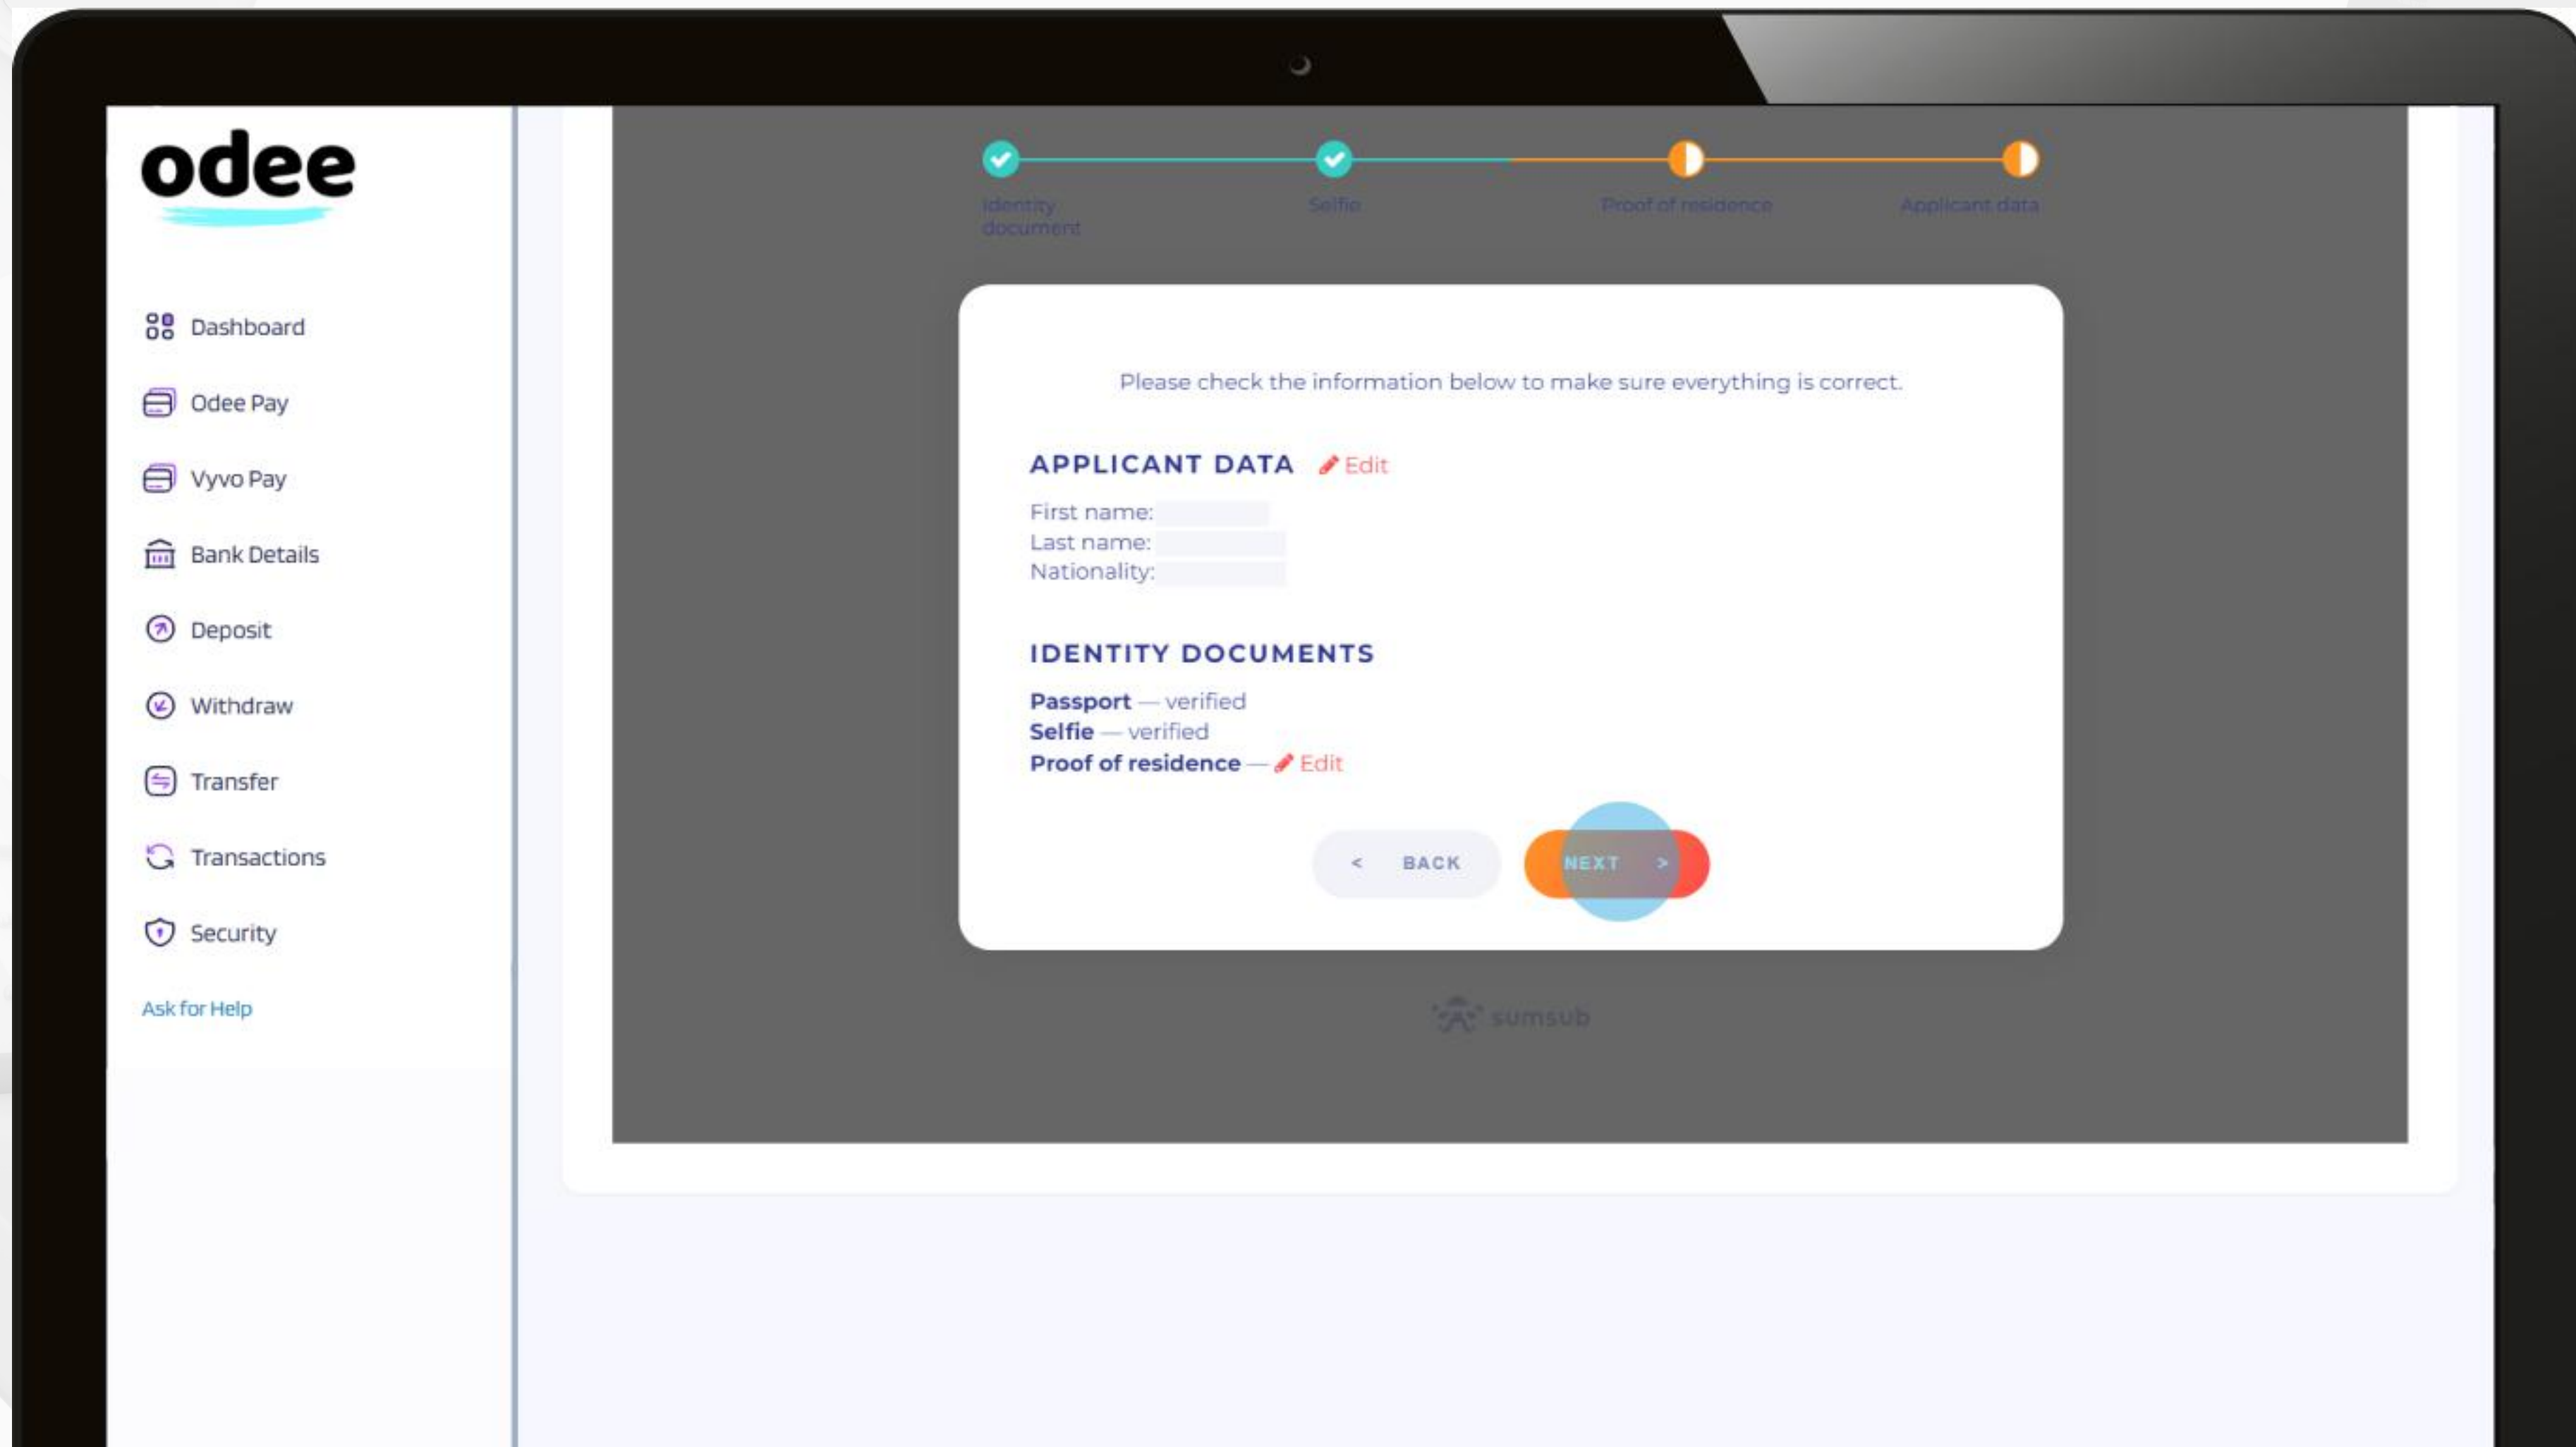 odee
Dashboard
Odee Pay
Vyvo Pay
Bank Details
Deposit
Withdraw
Transfer
Transactions
Security
Ask for Help
Identity
document
Selfie
Proof of residence
Applicant data
Please check the information below to make sure everything is correct.
APPLICANT DATA Edit
First name:
Last name:
Nationality:
IDENTITY DOCUMENTS
Passport — verified
Selfie — verified
Proof of residence — Edit
< BACK
NEXT >
sumsub